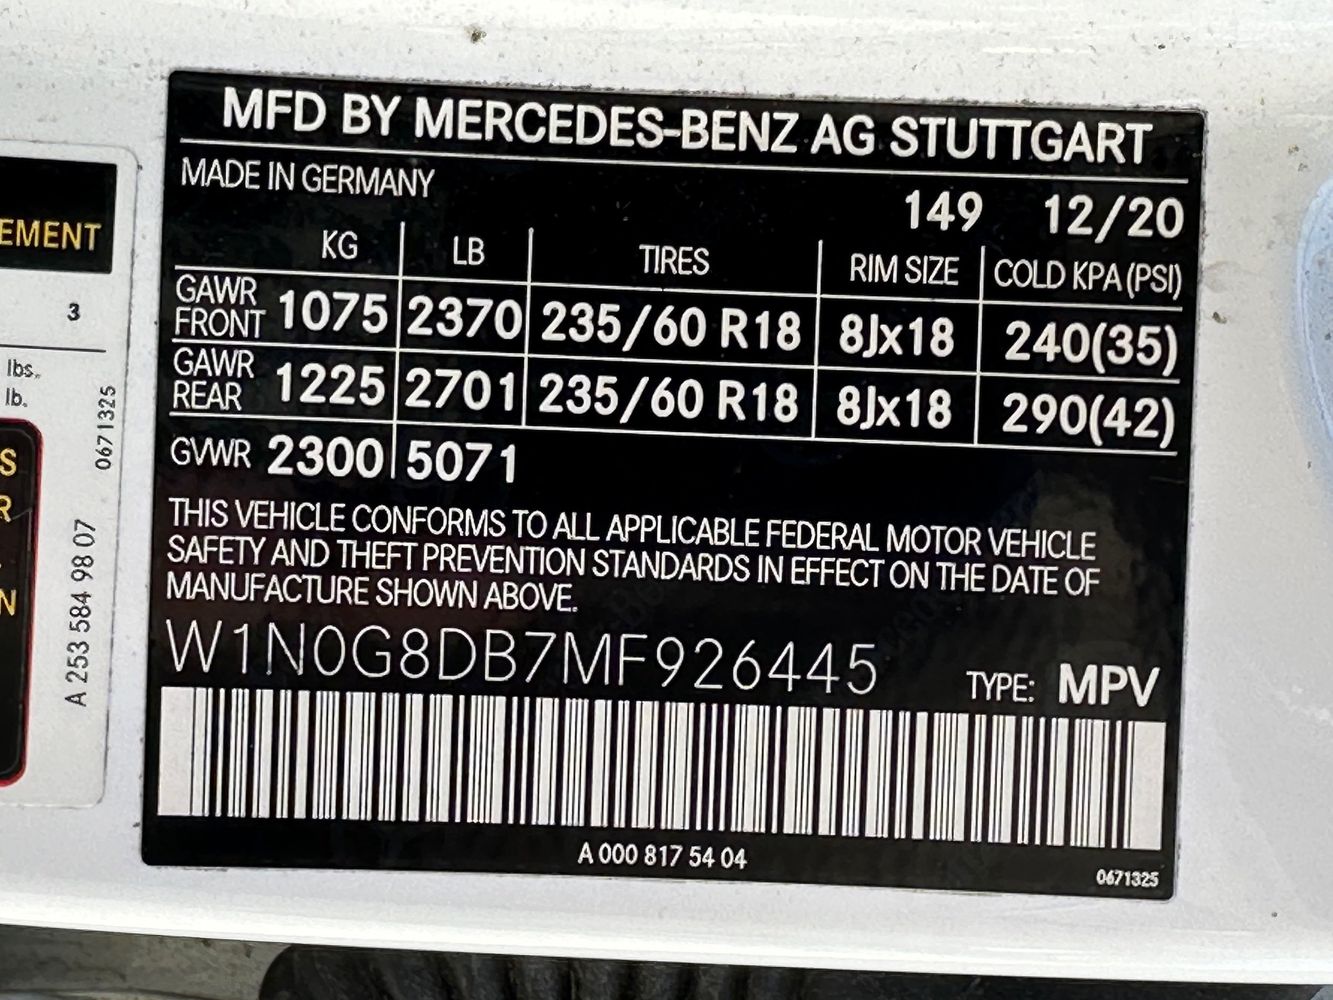 MFD BY MERCEDES-BENZ AG STUTTGART
MADE IN GERMANY
149 12/20
KG LB TIRES RIM SIZE COLD KPA (PSI)
GAWR FRONT 1075 2370 235/60 R18 8Jx18 240(35)
GAWR REAR 1225 2701 235/60 R18 8Jx18 290(42)
GVWR 2300 5071
THIS VEHICLE CONFORMS TO ALL APPLICABLE FEDERAL MOTOR VEHICLE
SAFETY AND THEFT PREVENTION STANDARDS IN EFFECT ON THE DATE OF
MANUFACTURE SHOWN ABOVE.
W1N0G8DB7MF926445 TYPE: MPV
A 000 817 54 04
0671325
EMENT
3
lbs.
lb.
S
R
N
A 253 584 98 07
0671325